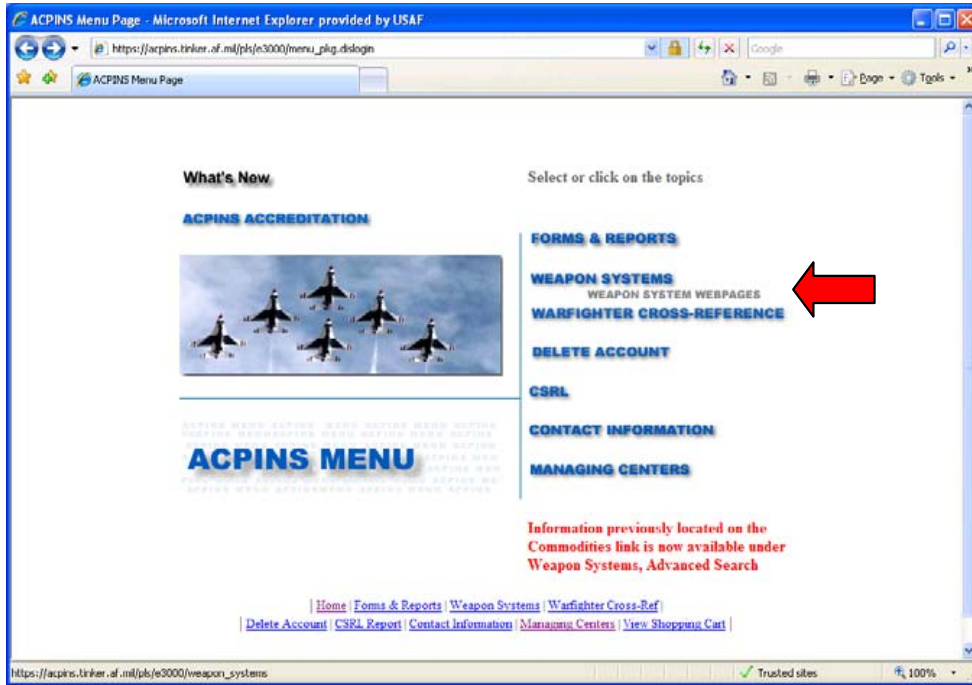 ACPINS Menu Page - Microsoft Internet Explorer provided by USAF
https://acpins.tinker.af.mil/pls/e3000/menu_pkg.dislogin
Google
ACPINS Menu Page
Page
Tools
What's New
Select or click on the topics
ACPINS ACCREDITATION
FORMS & REPORTS
WEAPON SYSTEMS
WEAPON SYSTEM WEBPAGES
WARFIGHTER CROSS-REFERENCE
DELETE ACCOUNT
CSRL
CONTACT INFORMATION
ACPINS MENU
MANAGING CENTERS
Information previously located on the
Commodities link is now available under
Weapon Systems, Advanced Search
| Home | Forms & Reports | Weapon Systems | Warfighter Cross-Ref |
| Delete Account | CSRL Report | Contact Information | Managing Centers | View Shopping Cart |
https://acpins.tinker.af.mil/pls/e3000/weapon_systems
Trusted sites
100%